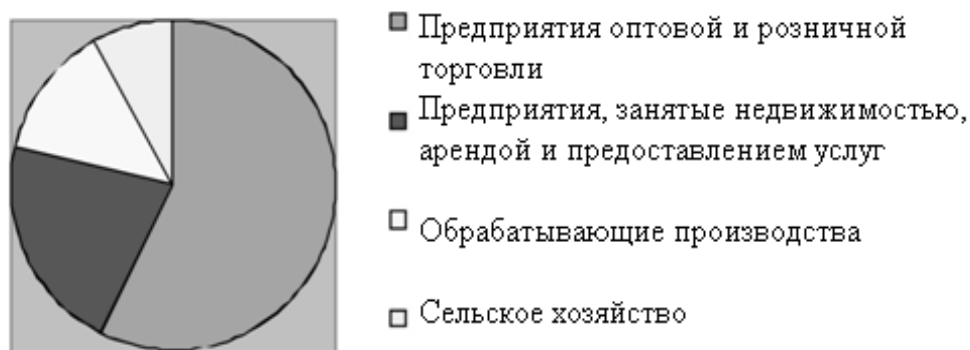 Предприятия оптовой и розничной
торговли
Предприятия, занятые недвижимостью,
арендой и предоставлением услуг
Обрабатывающие производства
Сельское хозяйство